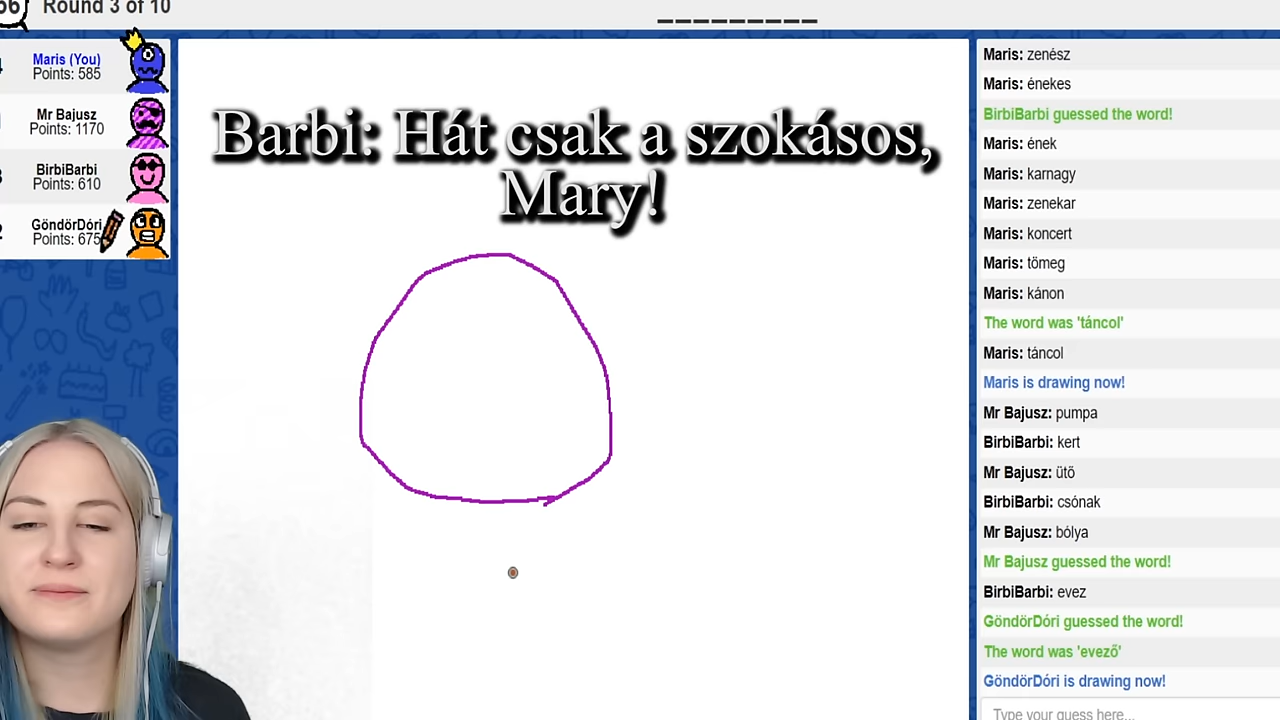 Round 3 of 10
_________
Maris (You)
Points: 585
Mr Bajusz
Points: 1170
BirbiBarbi
Points: 610
GöndörDóri
Points: 675
Barbi: Hát csak a szokásos,
Mary!
Maris: zenész
Maris: énekes
BirbiBarbi guessed the word!
Maris: ének
Maris: karnagy
Maris: zenekar
Maris: koncert
Maris: tömeg
Maris: kánon
The word was 'táncol'
Maris: táncol
Maris is drawing now!
Mr Bajusz: pumpa
BirbiBarbi: kert
Mr Bajusz: ütő
BirbiBarbi: csónak
Mr Bajusz: bólya
Mr Bajusz guessed the word!
BirbiBarbi: evez
GöndörDóri guessed the word!
The word was 'evező'
GöndörDóri is drawing now!
Type your guess here...